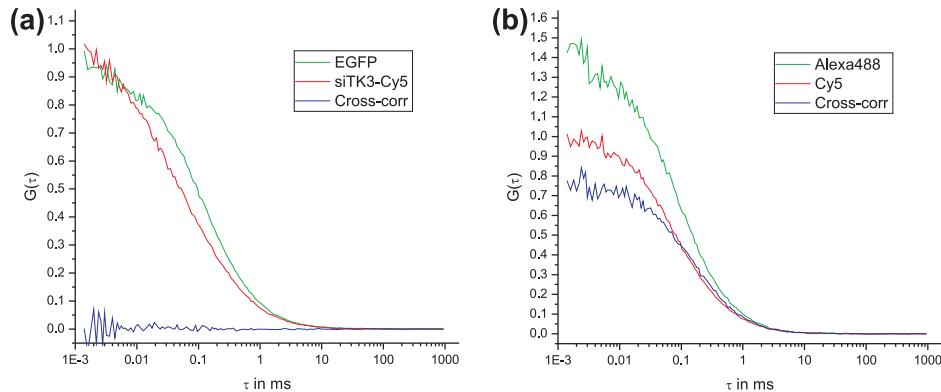 (a)
1.1
1.0
0.9
0.8
0.7
0.6
0.5
0.4
0.3
0.2
0.1
0.0
G(τ)
EGFP
siTK3-Cy5
Cross-corr
1E-3
0.01
0.1
1
10
100
1000
τ in ms
(b)
1.6
1.5
1.4
1.3
1.2
1.1
1.0
0.9
0.8
0.7
0.6
0.5
0.4
0.3
0.2
0.1
0.0
G(τ)
Alexa488
Cy5
Cross-corr
1E-3
0.01
0.1
1
10
100
1000
τ in ms